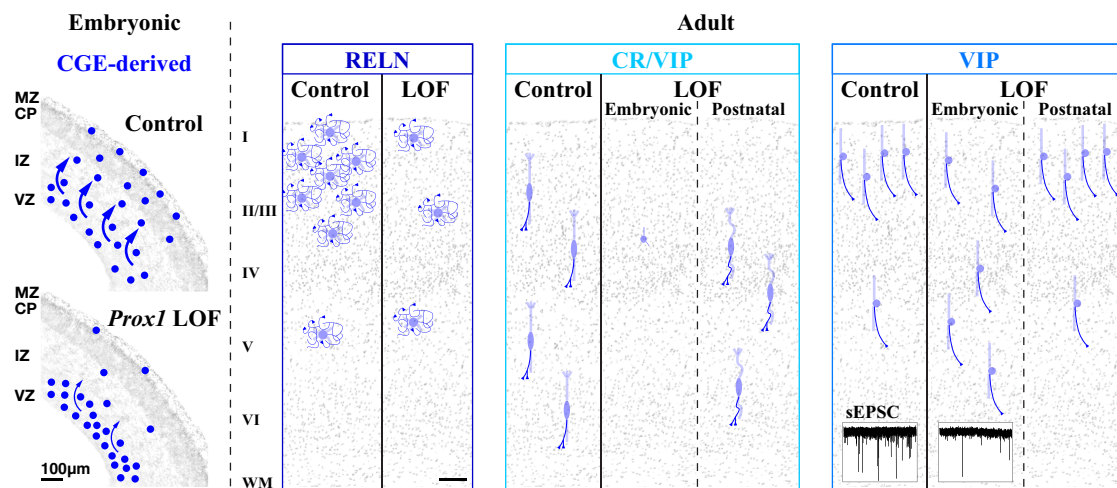 Embryonic
CGE-derived
MZ
CP
Control
IZ
VZ
MZ
CP
Prox1 LOF
IZ
VZ
100µm
Adult
RELN
Control LOF
I
II/III
IV
V
VI
WM
CR/VIP
Control LOF
Embryonic Postnatal
VIP
Control LOF
Embryonic Postnatal
sEPSC